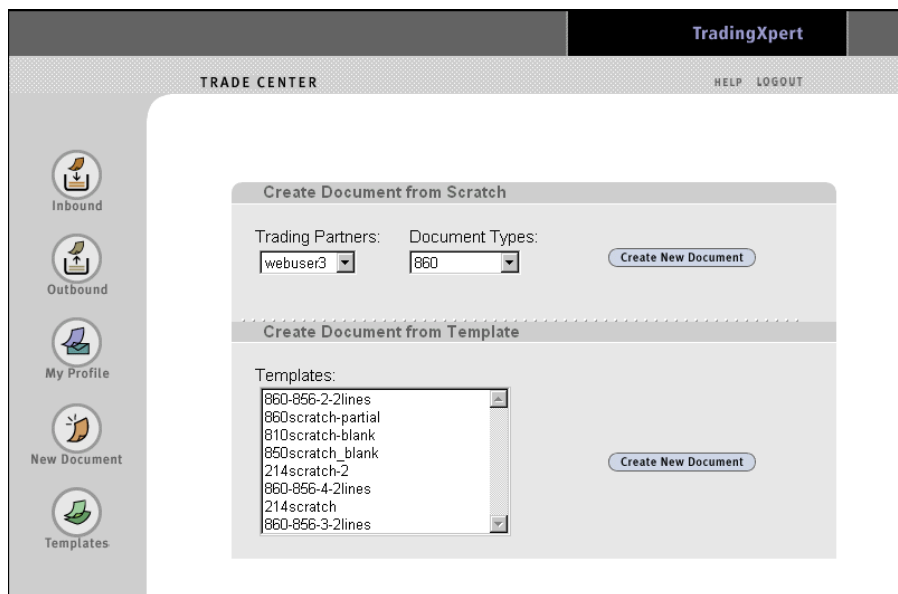 TradingXpert
TRADE CENTER
HELP LOGOUT
Inbound
Outbound
My Profile
New Document
Templates
Create Document from Scratch
Trading Partners: Document Types:
webuser3 860 Create New Document
Create Document from Template
Templates:
860-856-2-2lines
860scratch-partial
810scratch-blank
850scratch_blank
214scratch-2
860-856-4-2lines
214scratch
860-856-3-2lines
Create New Document